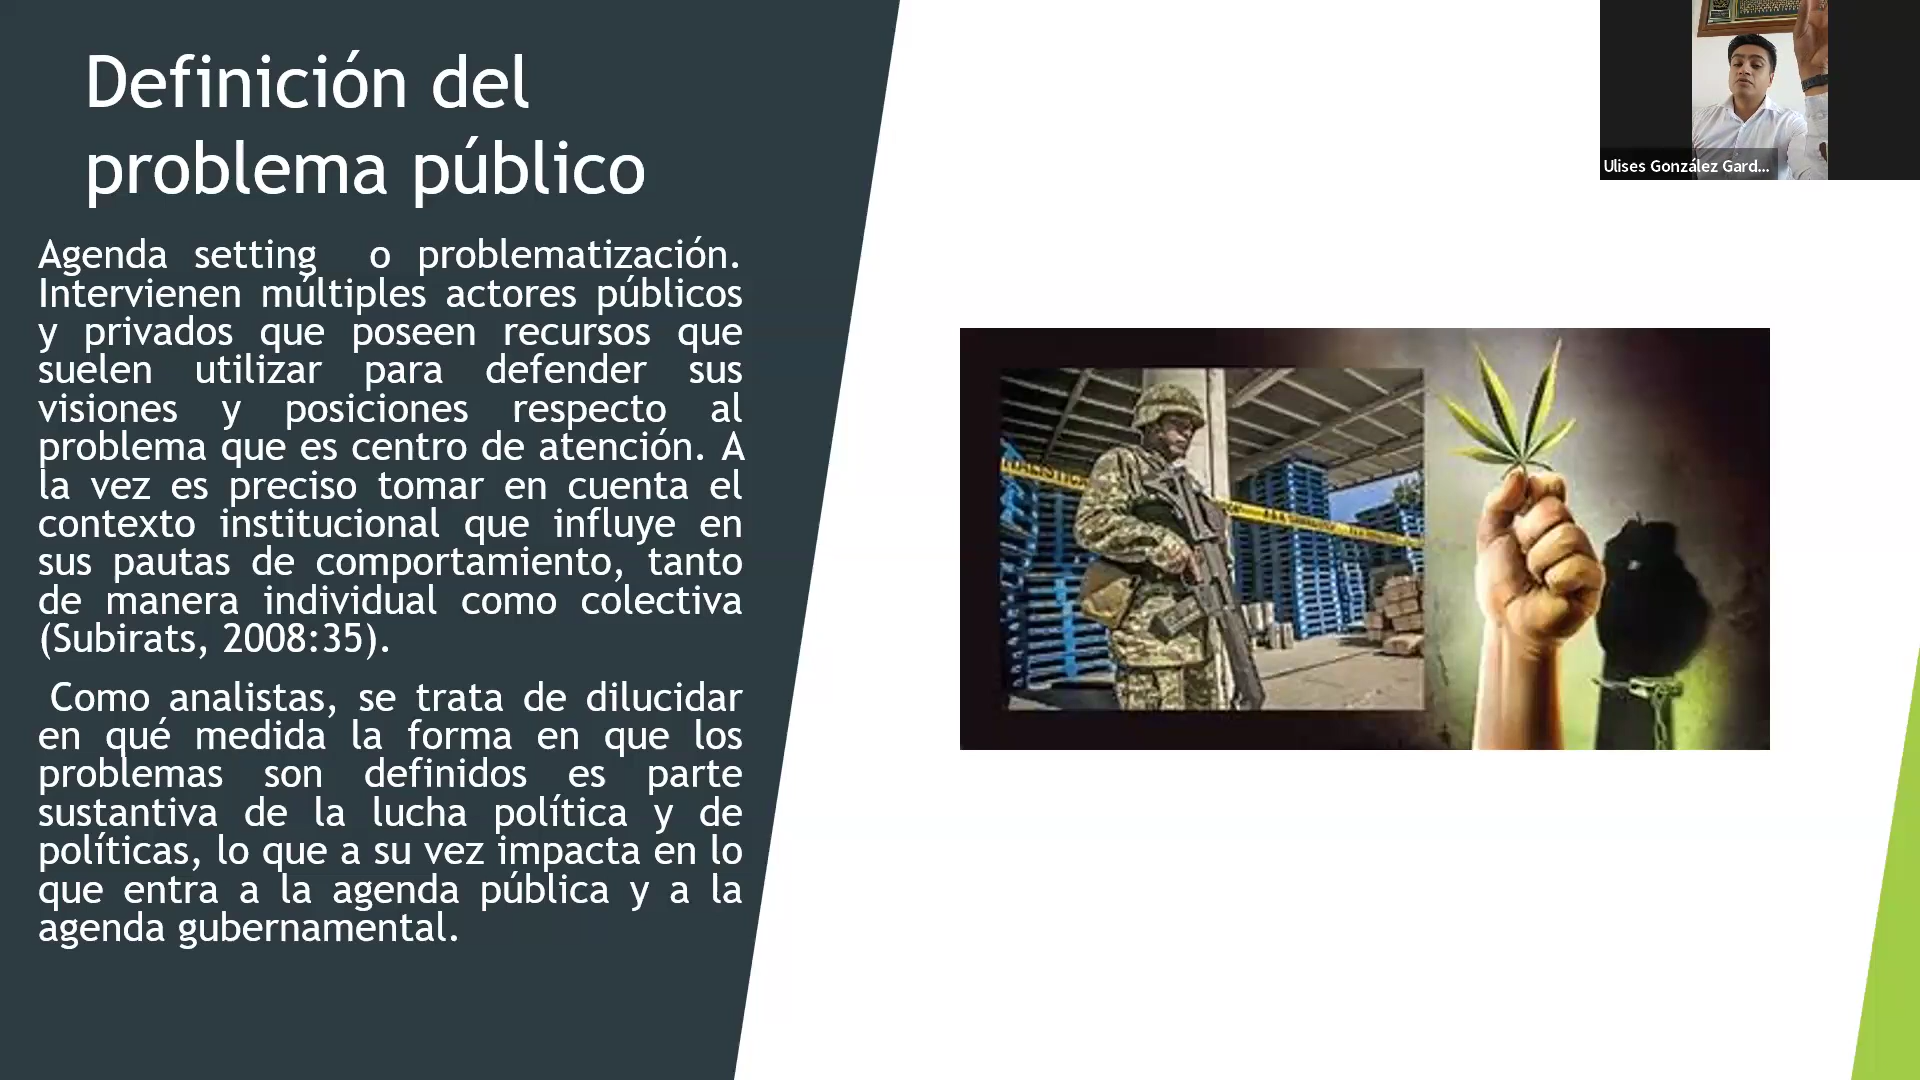 Definición del
problema público
Agenda setting o problematización.
Intervienen múltiples actores públicos
y privados que poseen recursos que
suelen utilizar para defender sus
visiones y posiciones respecto al
problema que es centro de atención. A
la vez es preciso tomar en cuenta el
contexto institucional que influye en
sus pautas de comportamiento, tanto
de manera individual como colectiva
(Subirats, 2008:35).
Como analistas, se trata de dilucidar
en qué medida la forma en que los
problemas son definidos es parte
sustantiva de la lucha política y de
políticas, lo que a su vez impacta en lo
que entra a la agenda pública y a la
agenda gubernamental.
Ulises González Gard...